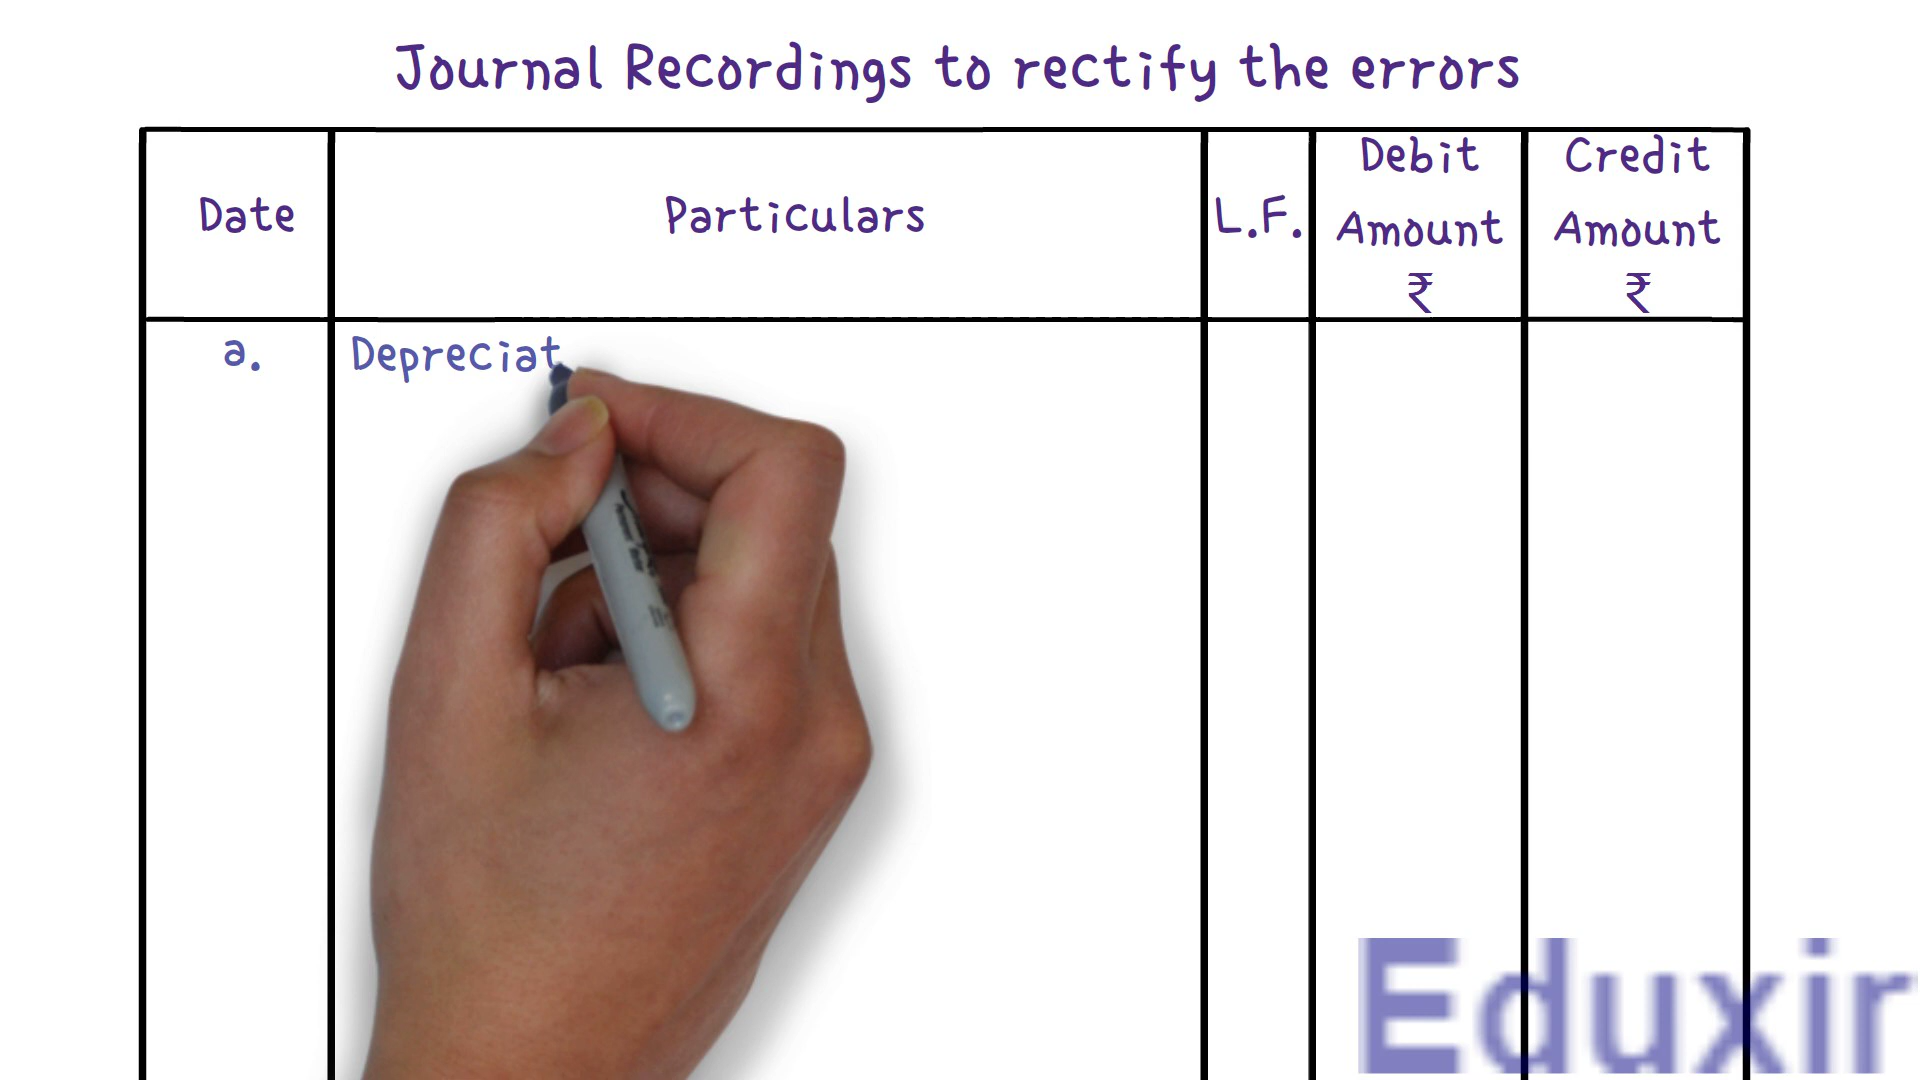 Journal Recordings to rectify the errors
Date
Particulars
L.F.
Debit
Amount
₹
Credit
Amount
₹
a.
Depreciat
Eduxir